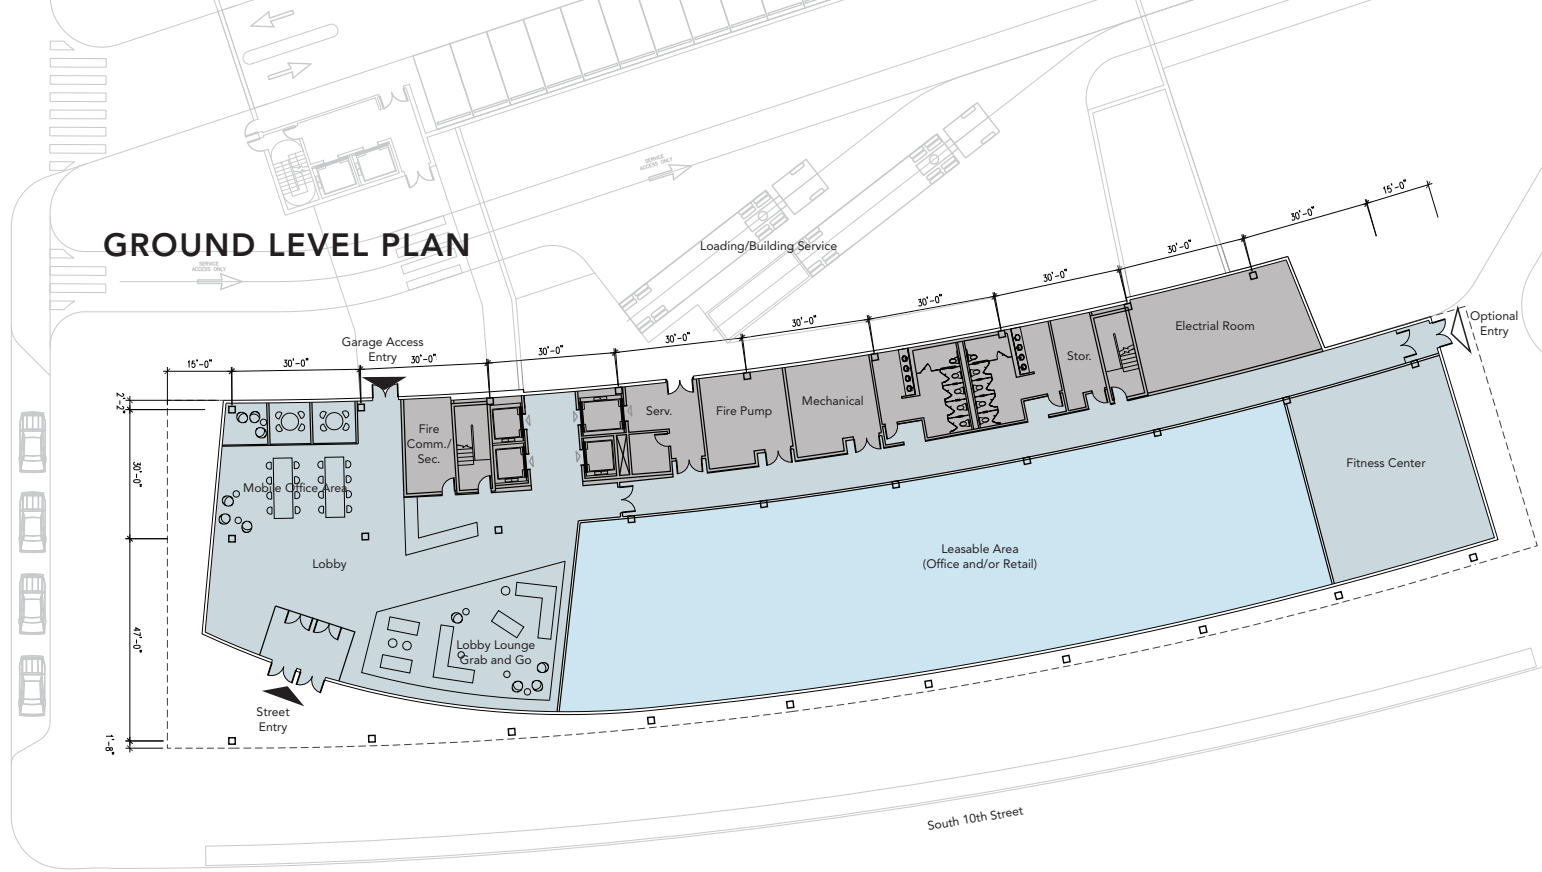 SERVICE
ACCESS ONLY
15'-0"
30'-0"
GROUND LEVEL PLAN
30'-0"
Loading/Building Service
SERVICE
ACCESS ONLY
30'-0"
30'-0"
30'-0"
30'-0"
30'-0"
30'-0"
30'-0"
30'-0"
15'-0"
Garage Access
Entry
Optional
Entry
Electrial Room
Stor.
2'-2"
Mechanical
Serv.
Fire Pump
Fire
Comm./
Sec.
30'-0"
Mobile Office Area
Fitness Center
Leasable Area
(Office and/or Retail)
Lobby
47'-0"
Lobby Lounge
Grab and Go
Street
Entry
1'-8"
South 10th Street